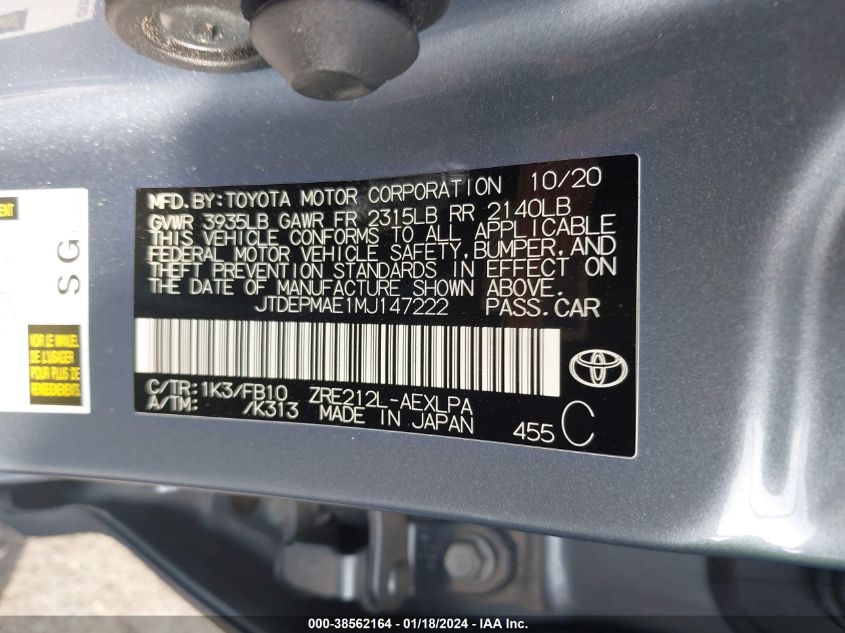 MFD. BY: TOYOTA MOTOR CORPORATION 10/20
GVWR 3935LB GAWR FR 2315LB RR 2140LB
THIS VEHICLE CONFORMS TO ALL APPLICABLE
FEDERAL MOTOR VEHICLE SAFETY, BUMPER, AND
THEFT PREVENTION STANDARDS IN EFFECT ON
THE DATE OF MANUFACTURE SHOWN ABOVE.
JTDEPMAE1MJ147222 PASS.CAR
C/TR: 1K3/FB10 ZRE212L-AEXLPA
A/TM: /K313 MADE IN JAPAN 455 C
SG
VOIR LE MANUEL
DE L'USAGER
POUR PLUS DE
RENSEIGNEMENTS
000-38562164 - 01/18/2024 - IAA Inc.